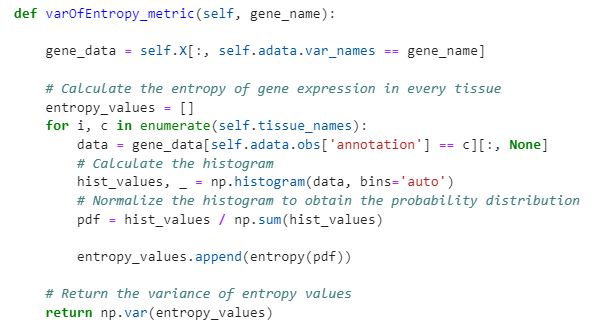 def varOfEntropy_metric(self, gene_name):
gene_data = self.X[:, self.adata.var_names == gene_name]
# Calculate the entropy of gene expression in every tissue
entropy_values = []
for i, c in enumerate(self.tissue_names):
data = gene_data[self.adata.obs['annotation'] == c][:, None]
# Calculate the histogram
hist_values, _ = np.histogram(data, bins='auto')
# Normalize the histogram to obtain the probability distribution
pdf = hist_values / np.sum(hist_values)
entropy_values.append(entropy(pdf))
# Return the variance of entropy values
return np.var(entropy_values)